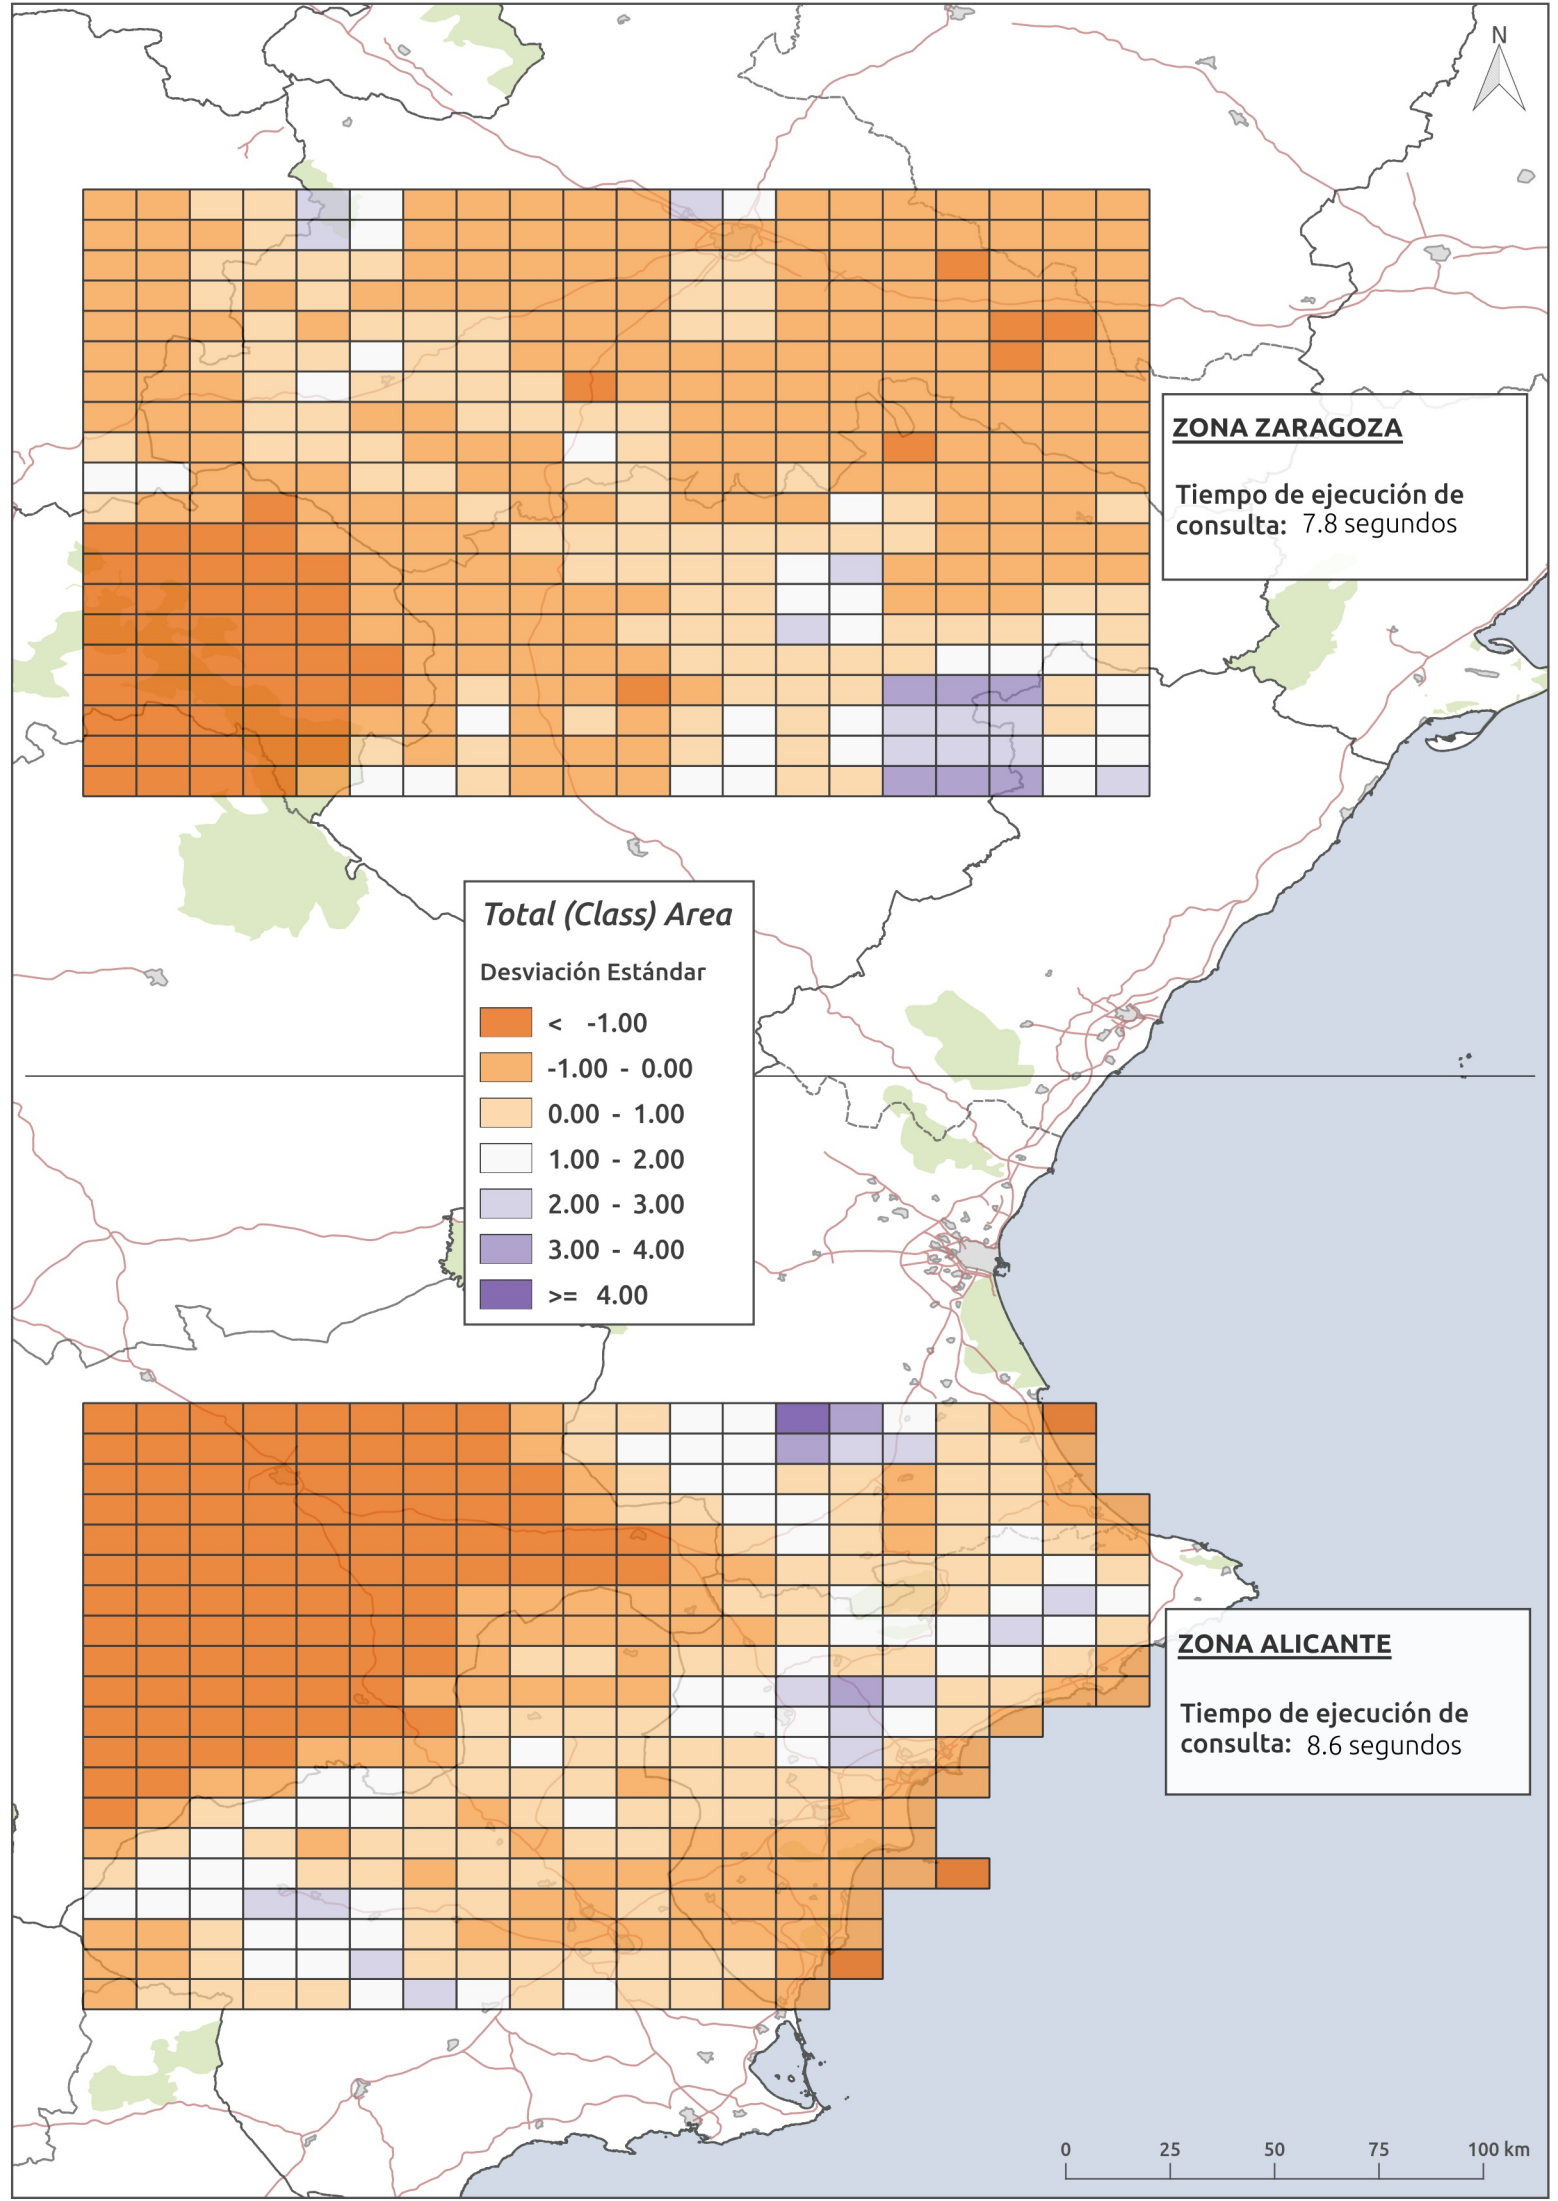 N
ZONA ZARAGOZA
Tiempo de ejecución de
consulta: 7.8 segundos
Total (Class) Area
Desviación Estándar
< -1.00
-1.00 - 0.00
0.00 - 1.00
1.00 - 2.00
2.00 - 3.00
3.00 - 4.00
>= 4.00
ZONA ALICANTE
Tiempo de ejecución de
consulta: 8.6 segundos
0 25 50 75 100 km